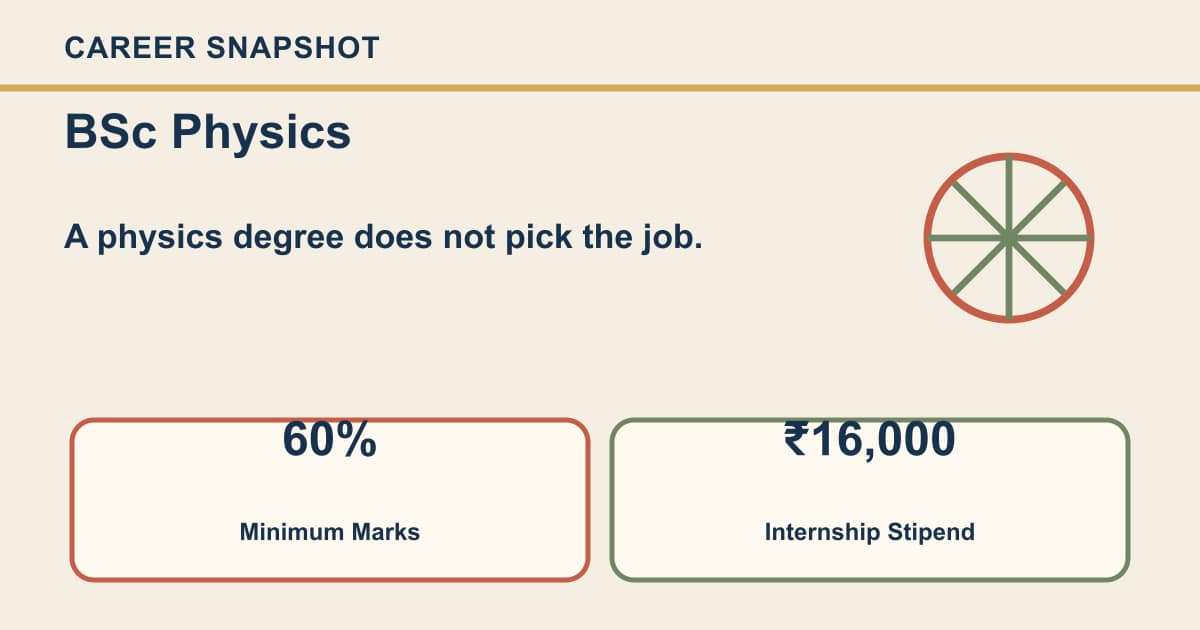 CAREER SNAPSHOT
BSc Physics
A physics degree does not pick the job.
60%
Minimum Marks
₹16,000
Internship Stipend